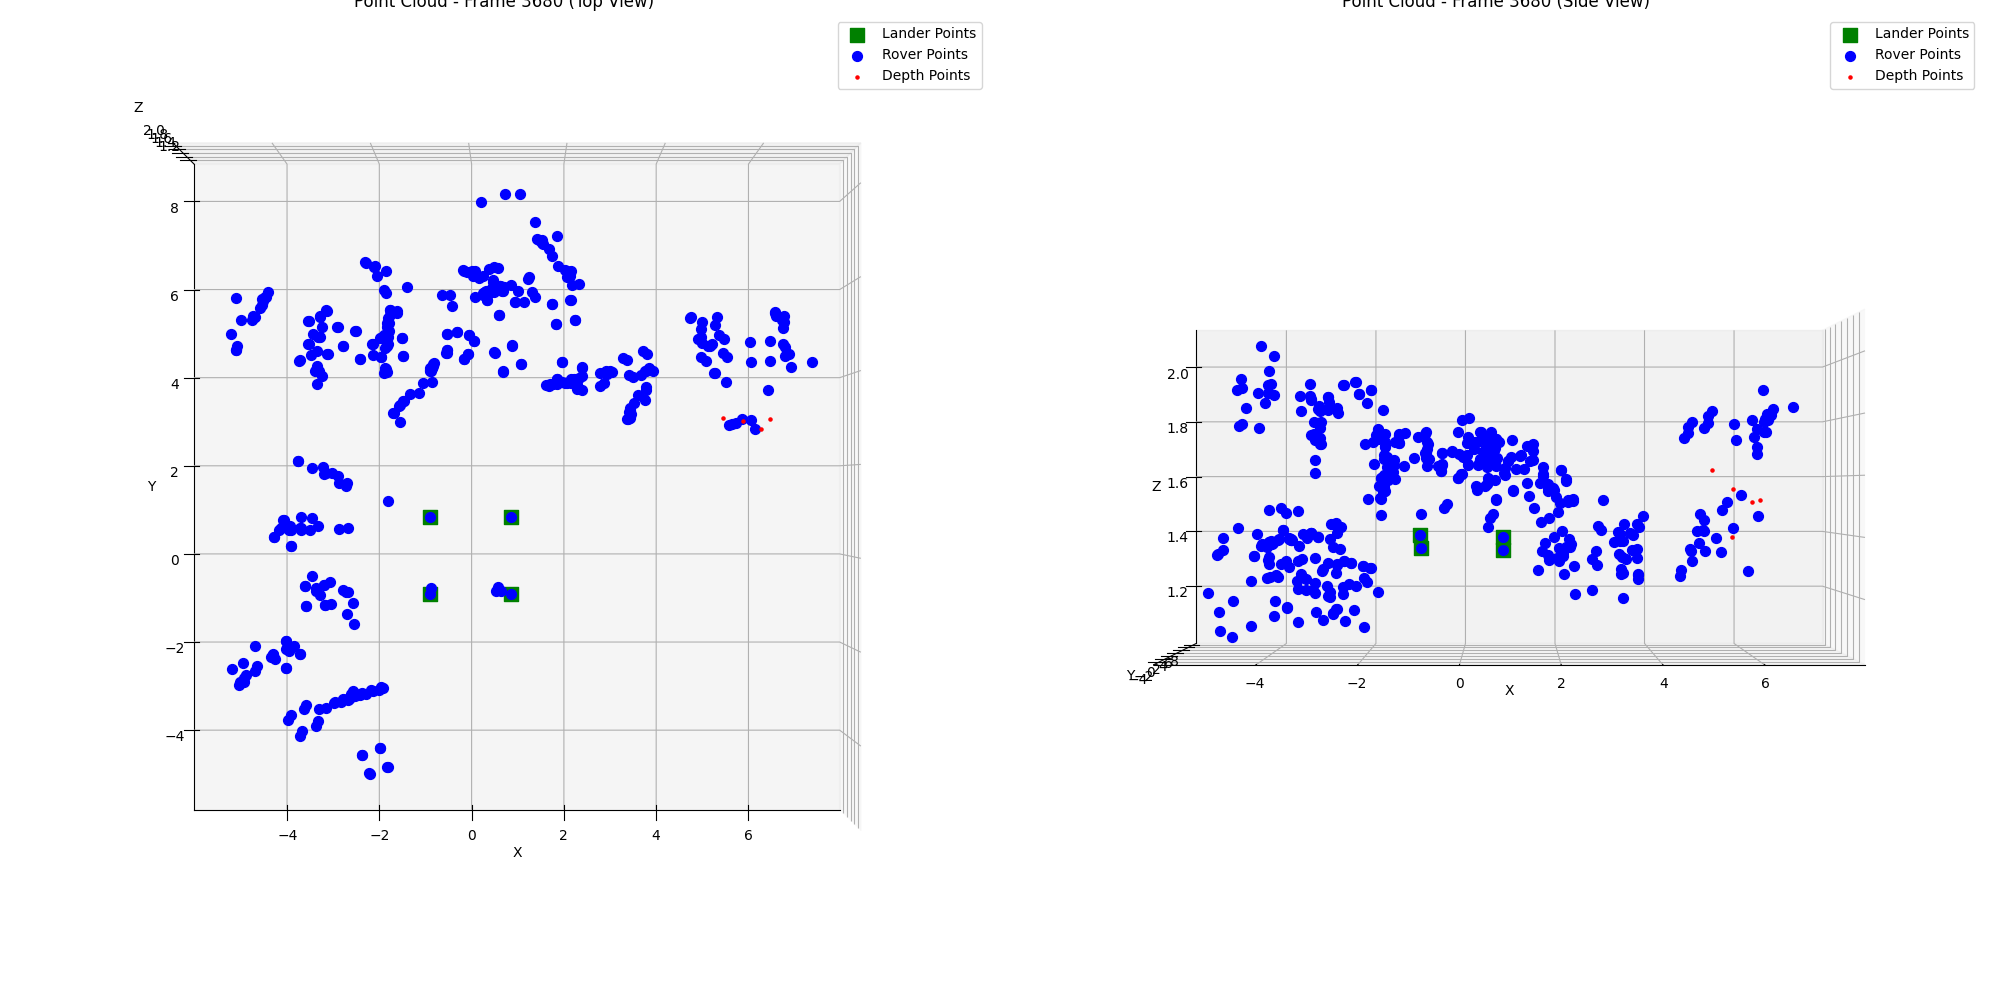 Point Cloud - Frame 3680 (Top View)
Lander Points
Rover Points
Depth Points
Z
2.0
8
6
Y
4
2
0
−2
−4
−4
−2
0
2
4
6
X
Point Cloud - Frame 3680 (Side View)
Lander Points
Rover Points
Depth Points
2.0
1.8
1.6
Z
1.4
1.2
Y
−4
−2
0
2
4
6
X